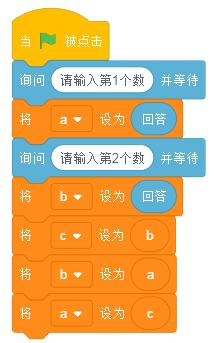 当 被点击
询问 请输入第1个数 并等待
将 a 设为 回答
询问 请输入第2个数 并等待
将 b 设为 回答
将 c 设为 b
将 b 设为 a
将 a 设为 c